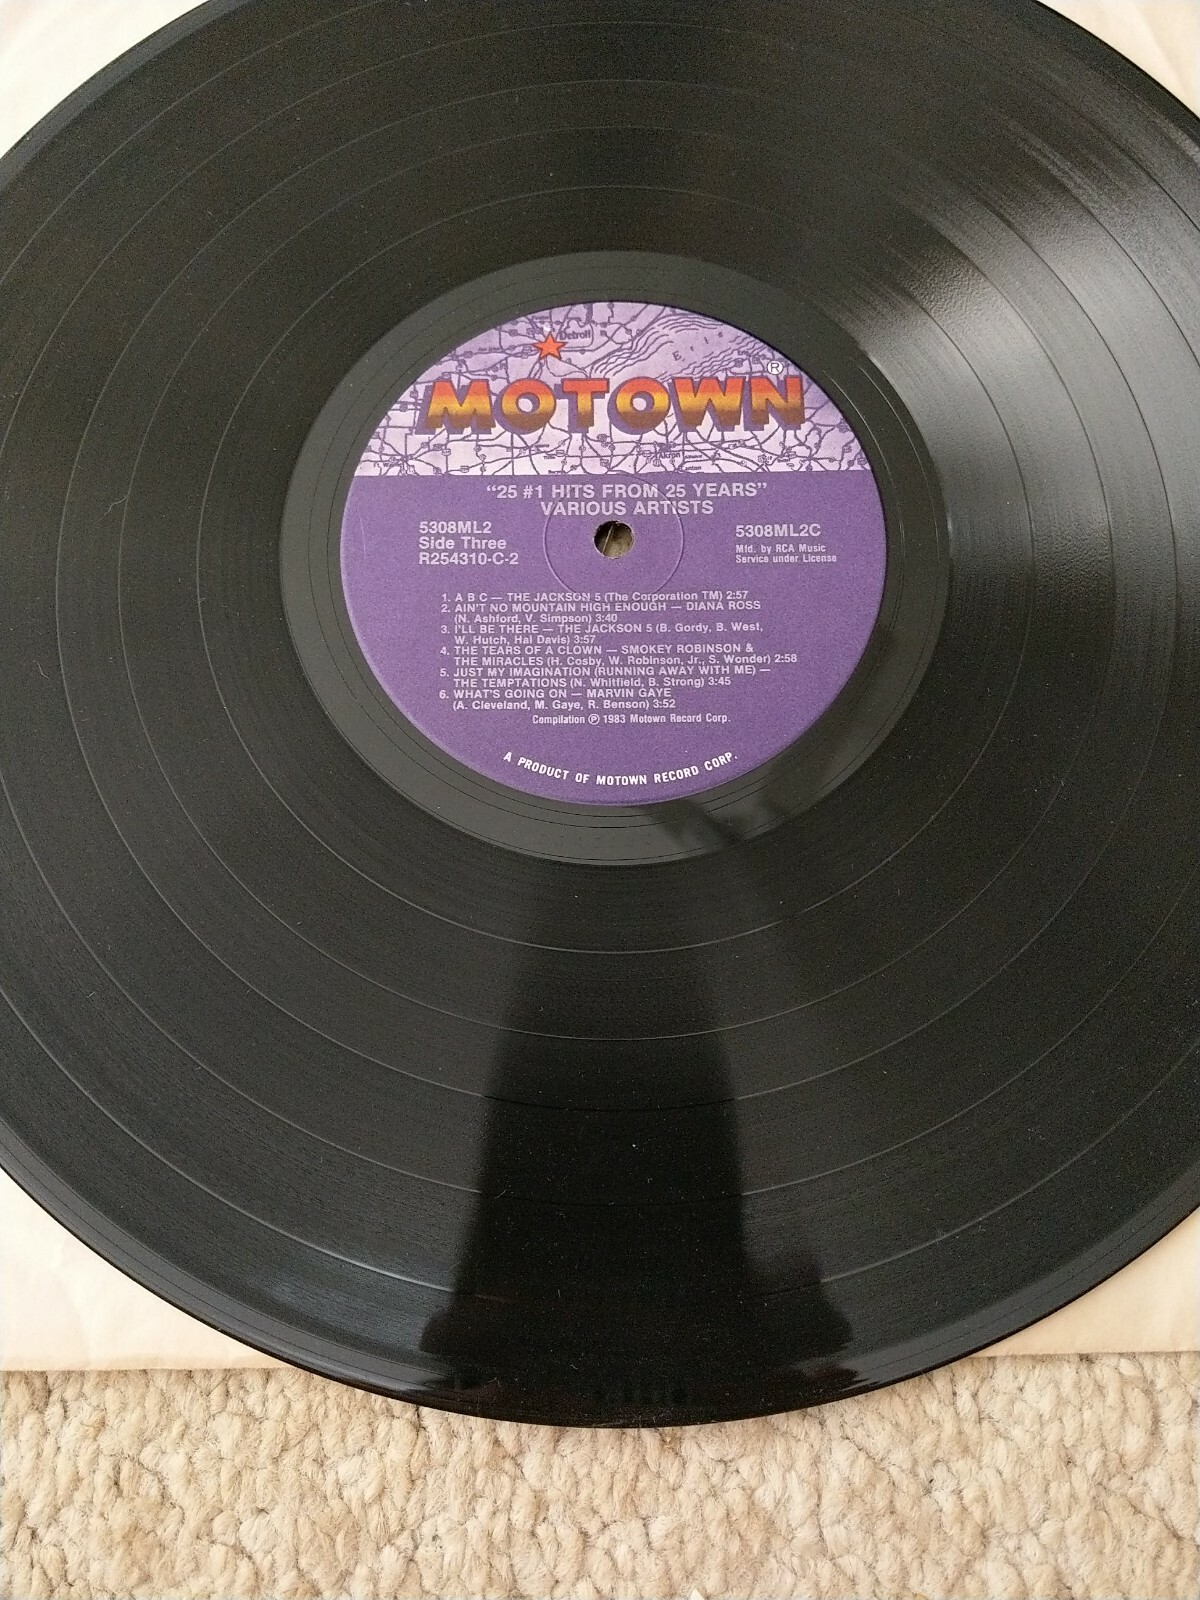 Detroit
Erie
MOTOWN®
Akron
Canton
"25 #1 HITS FROM 25 YEARS"
VARIOUS ARTISTS
5308ML2
Side Three
R254310-C-2
5308ML2C
Mfd. by RCA Music
Service under License
1. A B C — THE JACKSON 5 (The Corporation TM) 2:57
2. AIN'T NO MOUNTAIN HIGH ENOUGH — DIANA ROSS
(N. Ashford, V. Simpson) 3:40
3. I'LL BE THERE — THE JACKSON 5 (B. Gordy, B. West,
W. Hutch, Hal Davis) 3:57
4. THE TEARS OF A CLOWN — SMOKEY ROBINSON &
THE MIRACLES (H. Cosby, W. Robinson, Jr., S. Wonder) 2:58
5. JUST MY IMAGINATION (RUNNING AWAY WITH ME) —
THE TEMPTATIONS (N. Whitfield, B. Strong) 3:45
6. WHAT'S GOING ON — MARVIN GAYE
(A. Cleveland, M. Gaye, R. Benson) 3:52
Compilation ℗ 1983 Motown Record Corp.
A PRODUCT OF MOTOWN RECORD CORP.